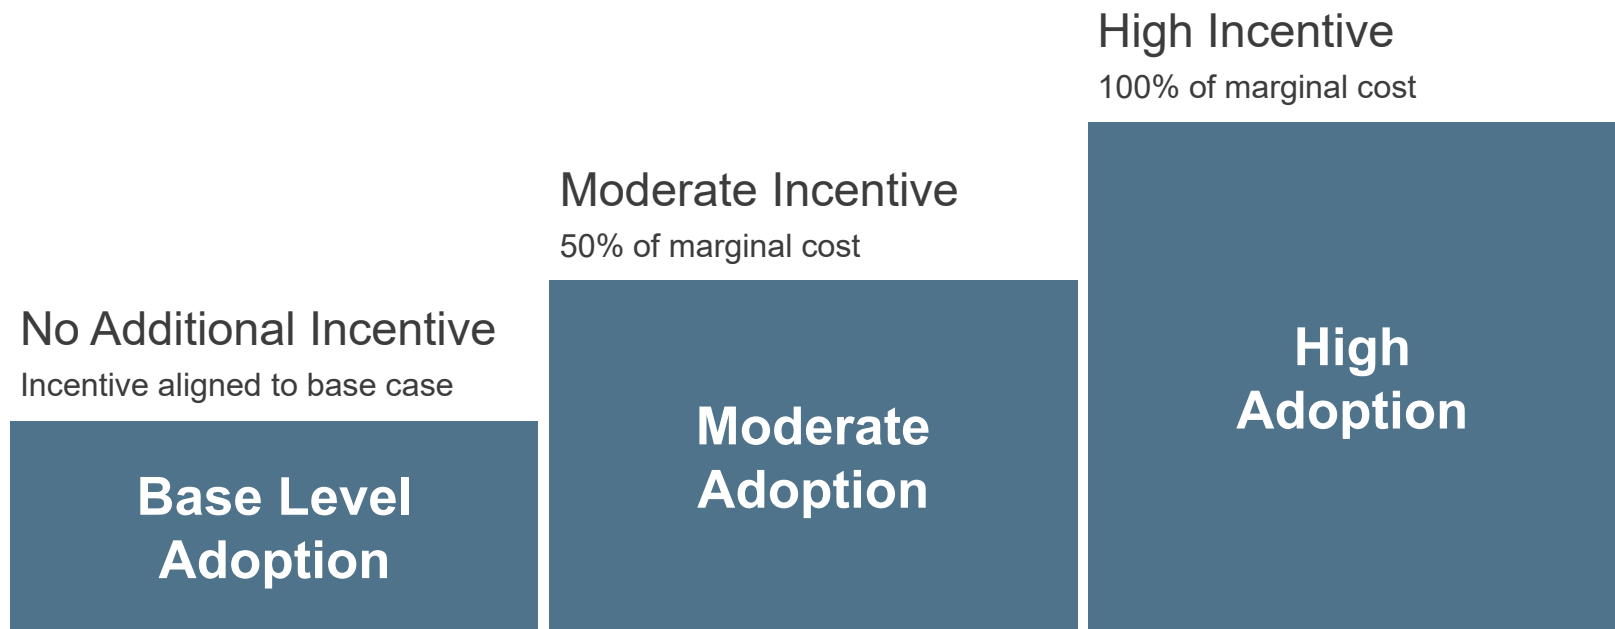 No Additional Incentive
Incentive aligned to base case
Base Level
Adoption
Moderate Incentive
50% of marginal cost
Moderate
Adoption
High Incentive
100% of marginal cost
High
Adoption